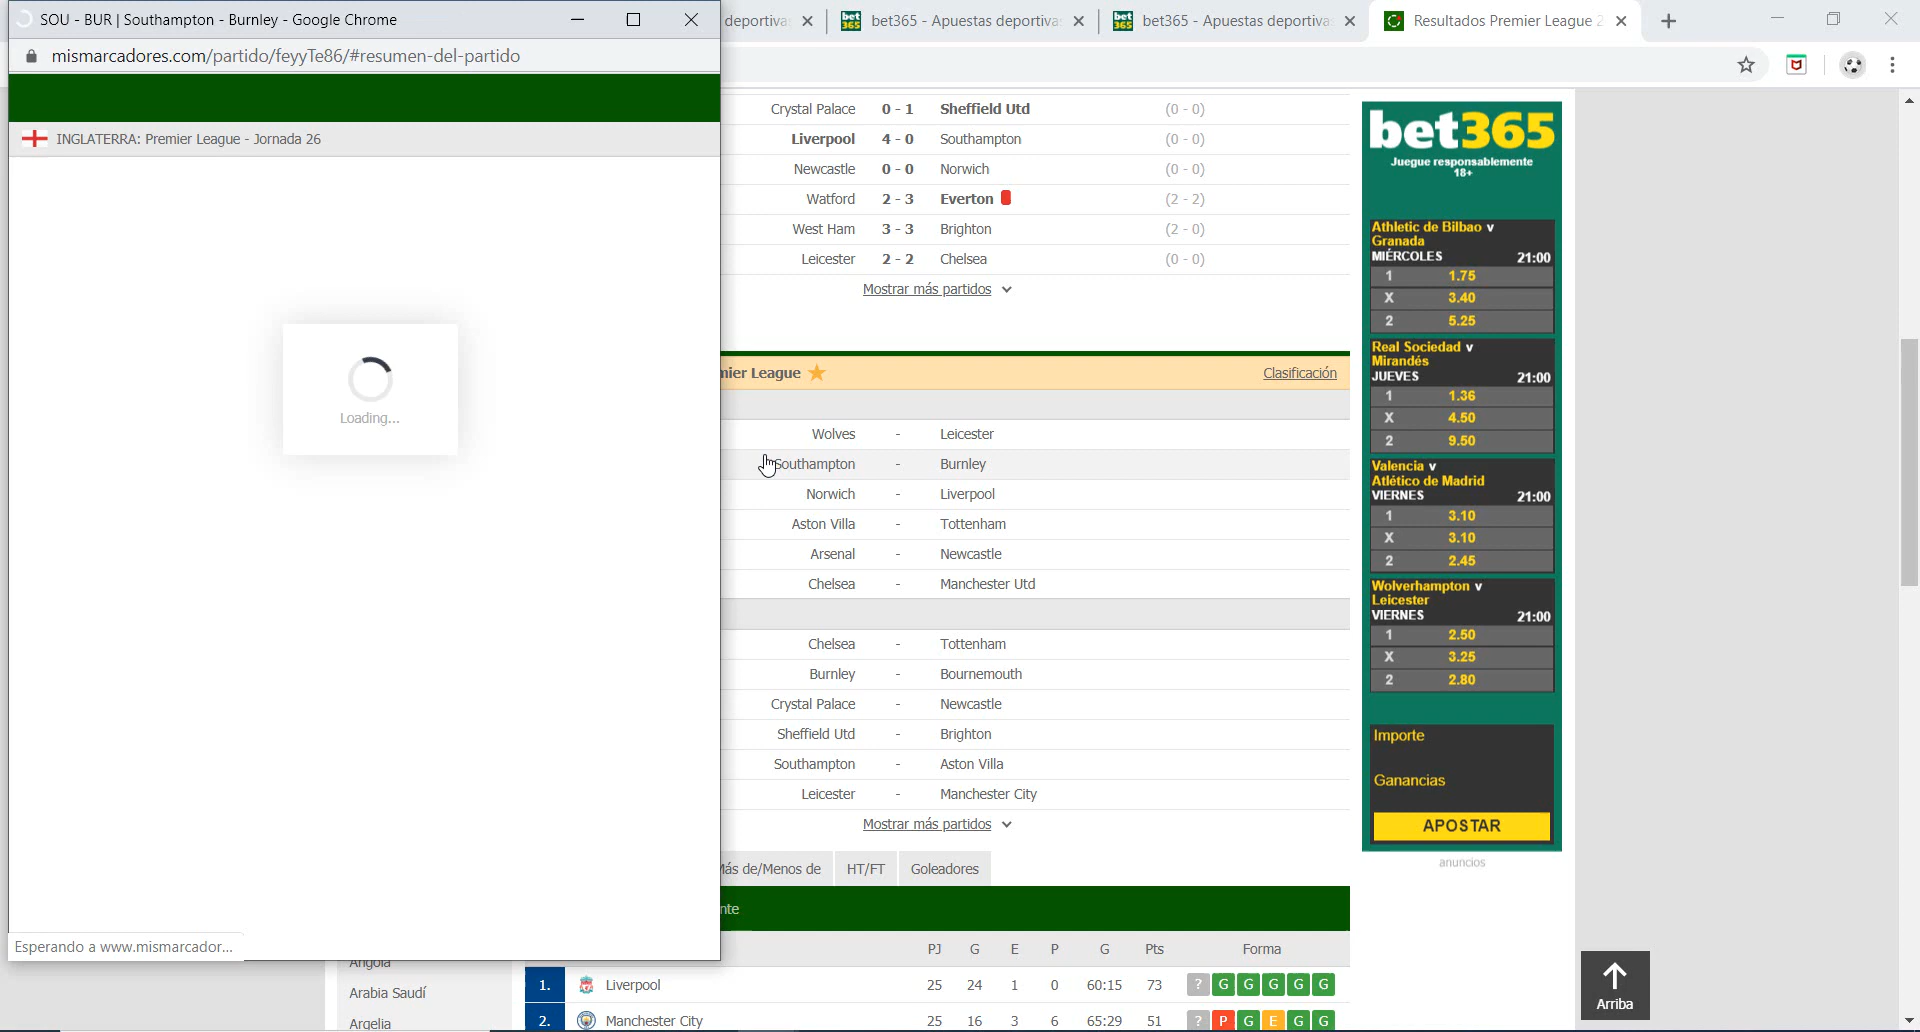 SOU - BUR | Southampton - Burnley - Google Chrome
mismarcadores.com/partido/feyyTe86/#resumen-del-partido
INGLATERRA: Premier League - Jornada 26
Loading...
Esperando a www.mismarcador...
deportiva
bet365 - Apuestas deportiva
bet365 - Apuestas deportiva
Resultados Premier League 2
Crystal Palace 0 - 1 Sheffield Utd (0 - 0)
Liverpool 4 - 0 Southampton (0 - 0)
Newcastle 0 - 0 Norwich (0 - 0)
Watford 2 - 3 Everton (2 - 2)
West Ham 3 - 3 Brighton (2 - 0)
Leicester 2 - 2 Chelsea (0 - 0)
Mostrar más partidos
mier League Clasificación
Wolves - Leicester
Southampton - Burnley
Norwich - Liverpool
Aston Villa - Tottenham
Arsenal - Newcastle
Chelsea - Manchester Utd
Chelsea - Tottenham
Burnley - Bournemouth
Crystal Palace - Newcastle
Sheffield Utd - Brighton
Southampton - Aston Villa
Leicester - Manchester City
Mostrar más partidos
Más de/Menos de HT/FT Goleadores
nte
PJ G E P G Pts Forma
1. Liverpool 25 24 1 0 60:15 73 ? G G G G G
2. Manchester City 25 16 3 6 65:29 51 ? P G E G G
Angola
Arabia Saudí
Argelia
bet365
Juegue responsablemente
18+
Athletic de Bilbao v
Granada
MIÉRCOLES 21:00
1 1.75
X 3.40
2 5.25
Real Sociedad v
Mirandés
JUEVES 21:00
1 1.36
X 4.50
2 9.50
Valencia v
Atlético de Madrid
VIERNES 21:00
1 3.10
X 3.10
2 2.45
Wolverhampton v
Leicester
VIERNES 21:00
1 2.50
X 3.25
2 2.80
Importe
Ganancias
APOSTAR
anuncios
Arriba